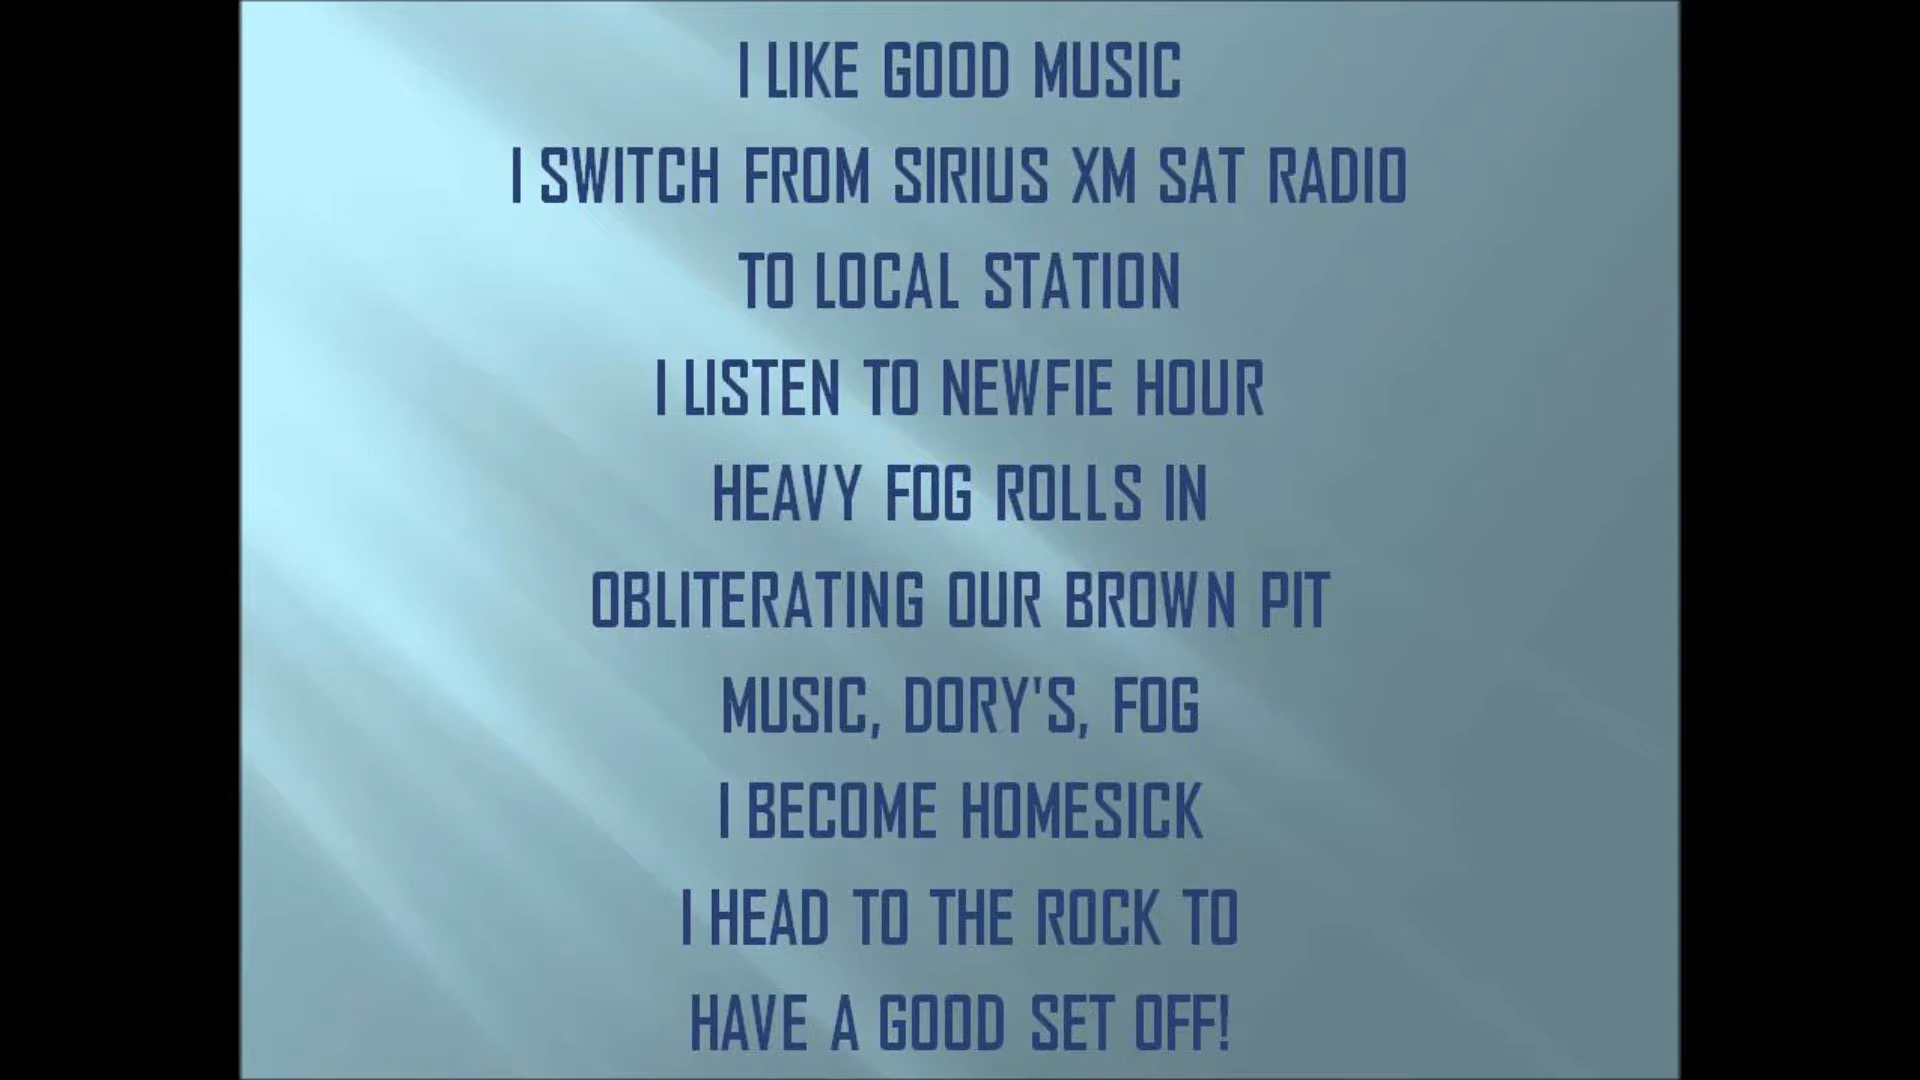 I LIKE GOOD MUSIC
I SWITCH FROM SIRIUS XM SAT RADIO
TO LOCAL STATION
I LISTEN TO NEWFIE HOUR
HEAVY FOG ROLLS IN
OBLITERATING OUR BROWN PIT
MUSIC, DORY'S, FOG
I BECOME HOMESICK
I HEAD TO THE ROCK TO
HAVE A GOOD SET OFF!